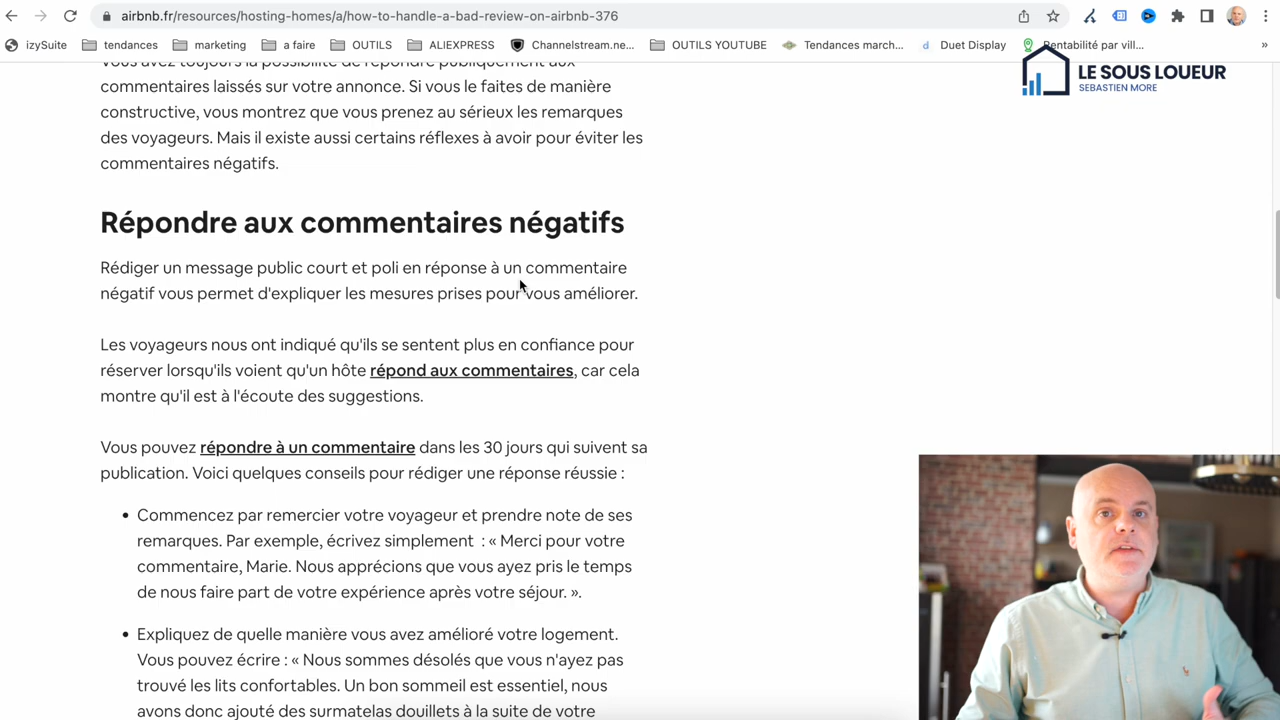 airbnb.fr/resources/hosting-homes/a/how-to-handle-a-bad-review-on-airbnb-376
izySuite tendances marketing a faire OUTILS ALIEXPRESS Channelstream.ne... OUTILS YOUTUBE Tendances march... Duet Display Rentabilité par vill... »
LE SOUS LOUEUR
SEBASTIEN MORE
Vous avez toujours la possibilité de répondre publiquement aux
commentaires laissés sur votre annonce. Si vous le faites de manière
constructive, vous montrez que vous prenez au sérieux les remarques
des voyageurs. Mais il existe aussi certains réflexes à avoir pour éviter les
commentaires négatifs.
Répondre aux commentaires négatifs
Rédiger un message public court et poli en réponse à un commentaire
négatif vous permet d'expliquer les mesures prises pour vous améliorer.
Les voyageurs nous ont indiqué qu'ils se sentent plus en confiance pour
réserver lorsqu'ils voient qu'un hôte répond aux commentaires, car cela
montre qu'il est à l'écoute des suggestions.
Vous pouvez répondre à un commentaire dans les 30 jours qui suivent sa
publication. Voici quelques conseils pour rédiger une réponse réussie :
• Commencez par remercier votre voyageur et prendre note de ses
remarques. Par exemple, écrivez simplement : « Merci pour votre
commentaire, Marie. Nous apprécions que vous ayez pris le temps
de nous faire part de votre expérience après votre séjour. ».
• Expliquez de quelle manière vous avez amélioré votre logement.
Vous pouvez écrire : « Nous sommes désolés que vous n'ayez pas
trouvé les lits confortables. Un bon sommeil est essentiel, nous
avons donc ajouté des surmatelas douillets à la suite de votre